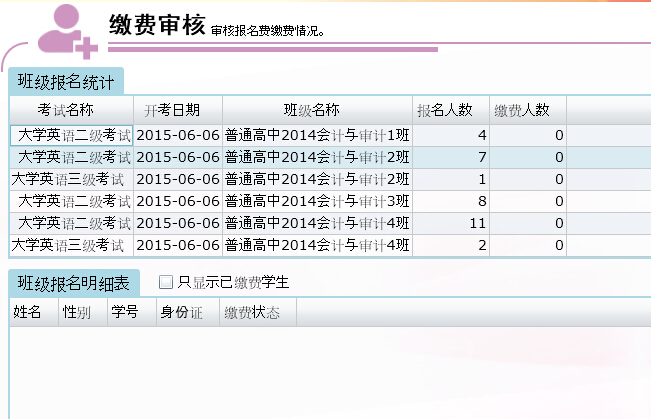 缴费审核 审核报名费缴费情况。
班级报名统计
考试名称 开考日期 班级名称 报名人数 缴费人数
大学英语二级考试 2015-06-06 普通高中2014会计与审计1班 4 0
大学英语二级考试 2015-06-06 普通高中2014会计与审计2班 7 0
大学英语三级考试 2015-06-06 普通高中2014会计与审计2班 1 0
大学英语二级考试 2015-06-06 普通高中2014会计与审计3班 8 0
大学英语二级考试 2015-06-06 普通高中2014会计与审计4班 11 0
大学英语三级考试 2015-06-06 普通高中2014会计与审计4班 2 0
班级报名明细表 只显示已缴费学生
姓名 性别 学号 身份证 缴费状态